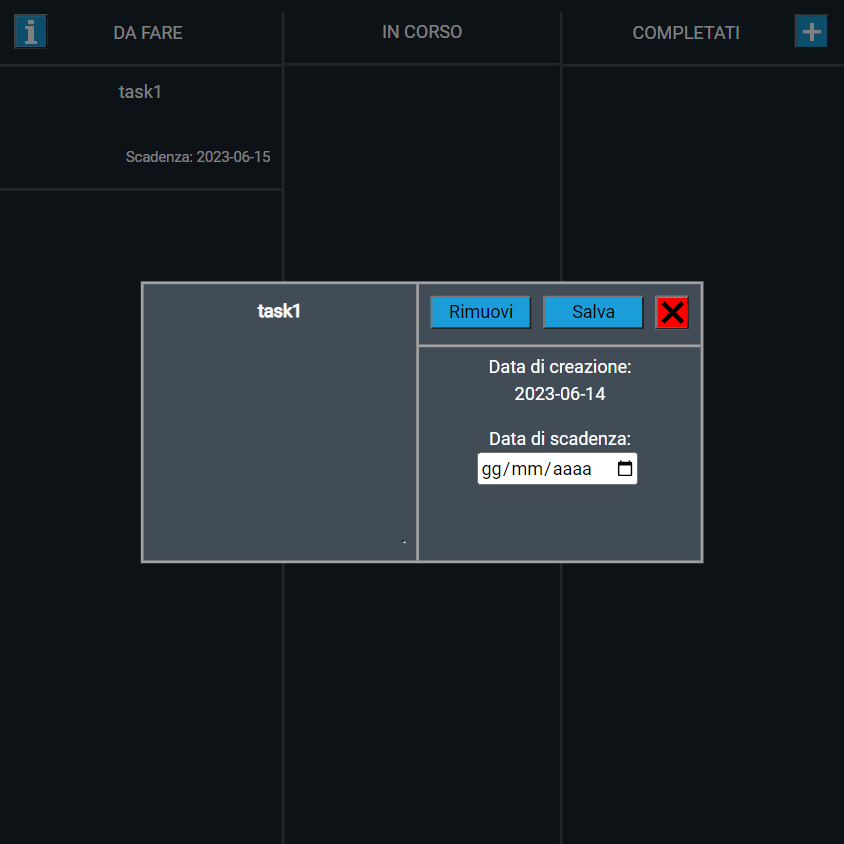 i
DA FARE
IN CORSO
COMPLETATI
+
task1
Scadenza: 2023-06-15
task1
Rimuovi
Salva
Data di creazione:
2023-06-14
Data di scadenza:
gg/mm/aaaa